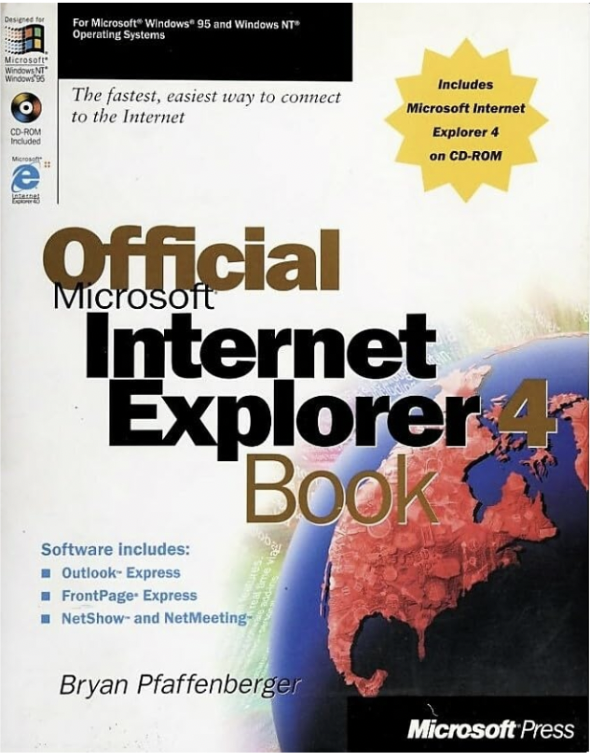 Designed for
Microsoft®
Windows NT®
Windows®95
CD-ROM
Included
Microsoft®
Internet
Explorer 4.0
For Microsoft® Windows® 95 and Windows NT®
Operating Systems
The fastest, easiest way to connect
to the Internet
Includes
Microsoft Internet
Explorer 4
on CD-ROM
Official
Microsoft®
Internet
Explorer 4
Book
Software includes:
Outlook™ Express
FrontPage® Express
NetShow™ and NetMeeting™
Bryan Pfaffenberger
Microsoft Press